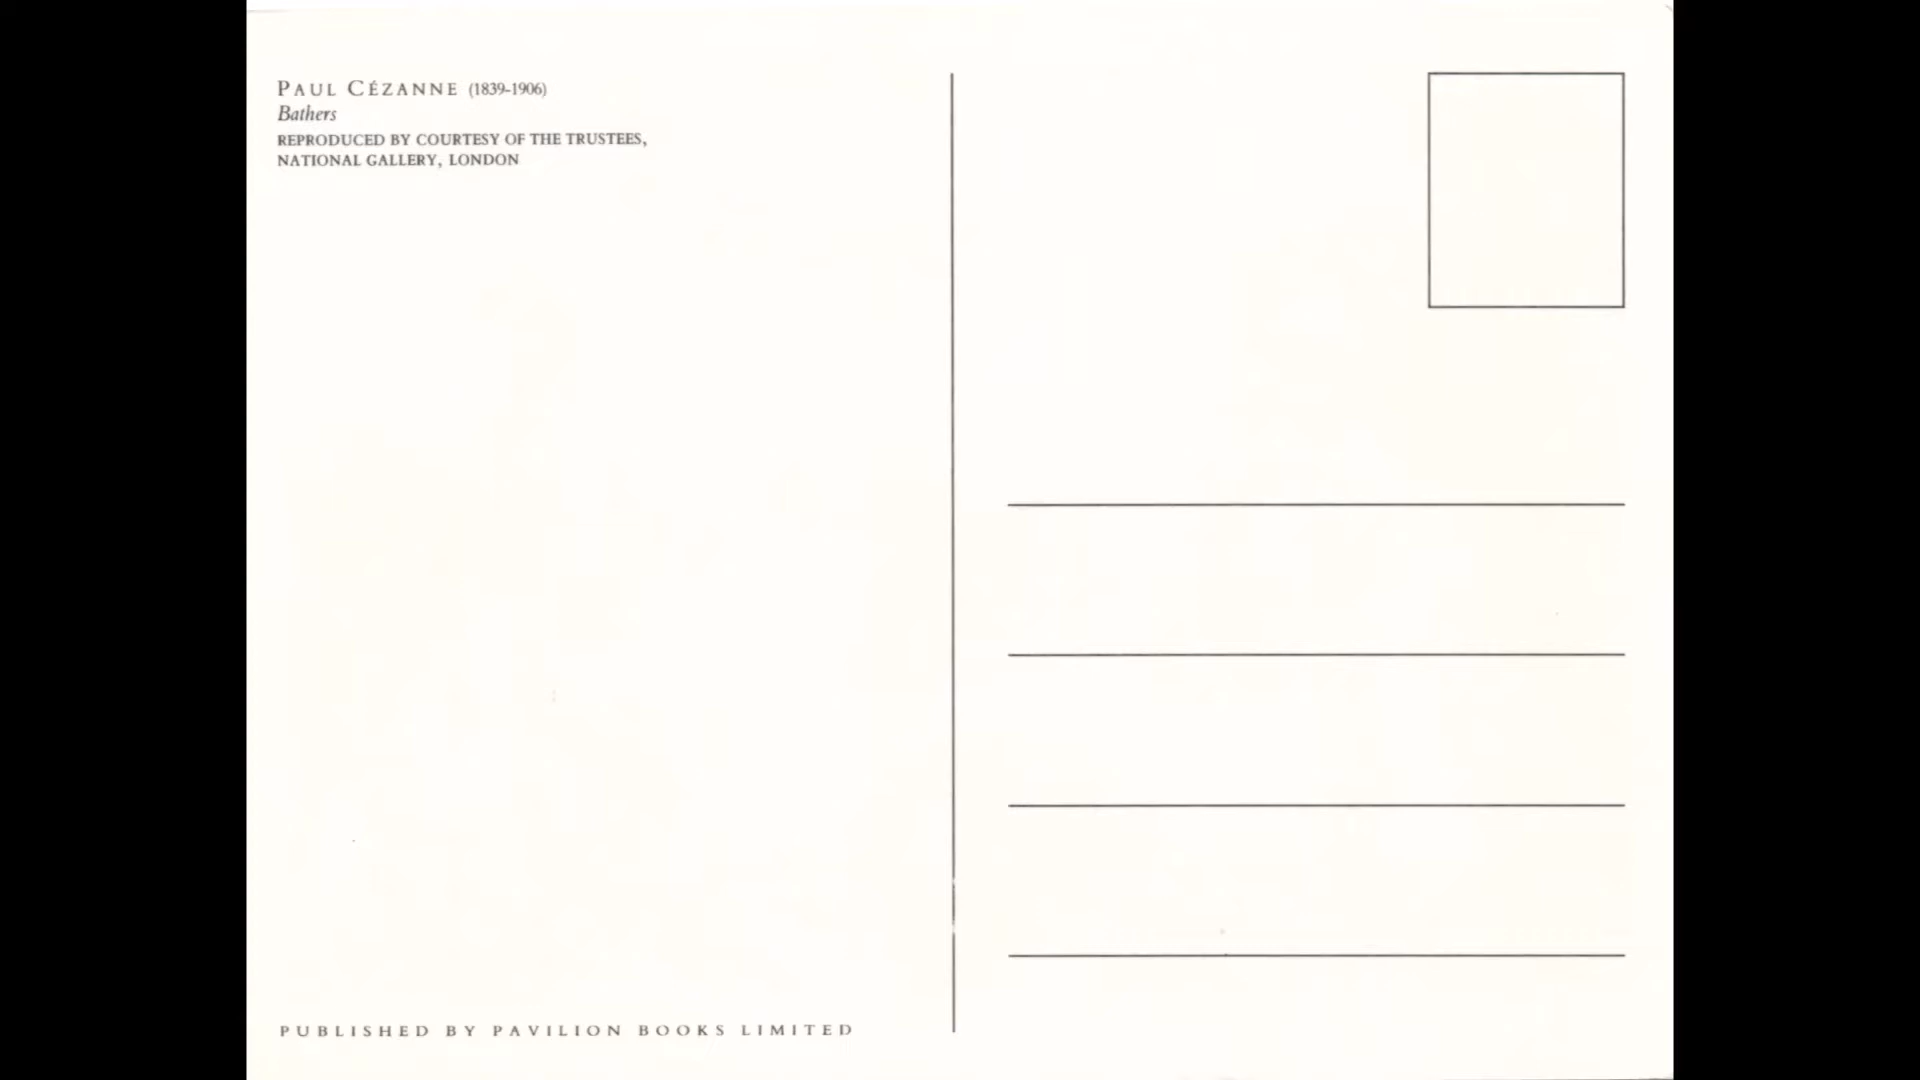 PAUL CÉZANNE (1839-1906)
Bathers
REPRODUCED BY COURTESY OF THE TRUSTEES,
NATIONAL GALLERY, LONDON
PUBLISHED BY PAVILION BOOKS LIMITED